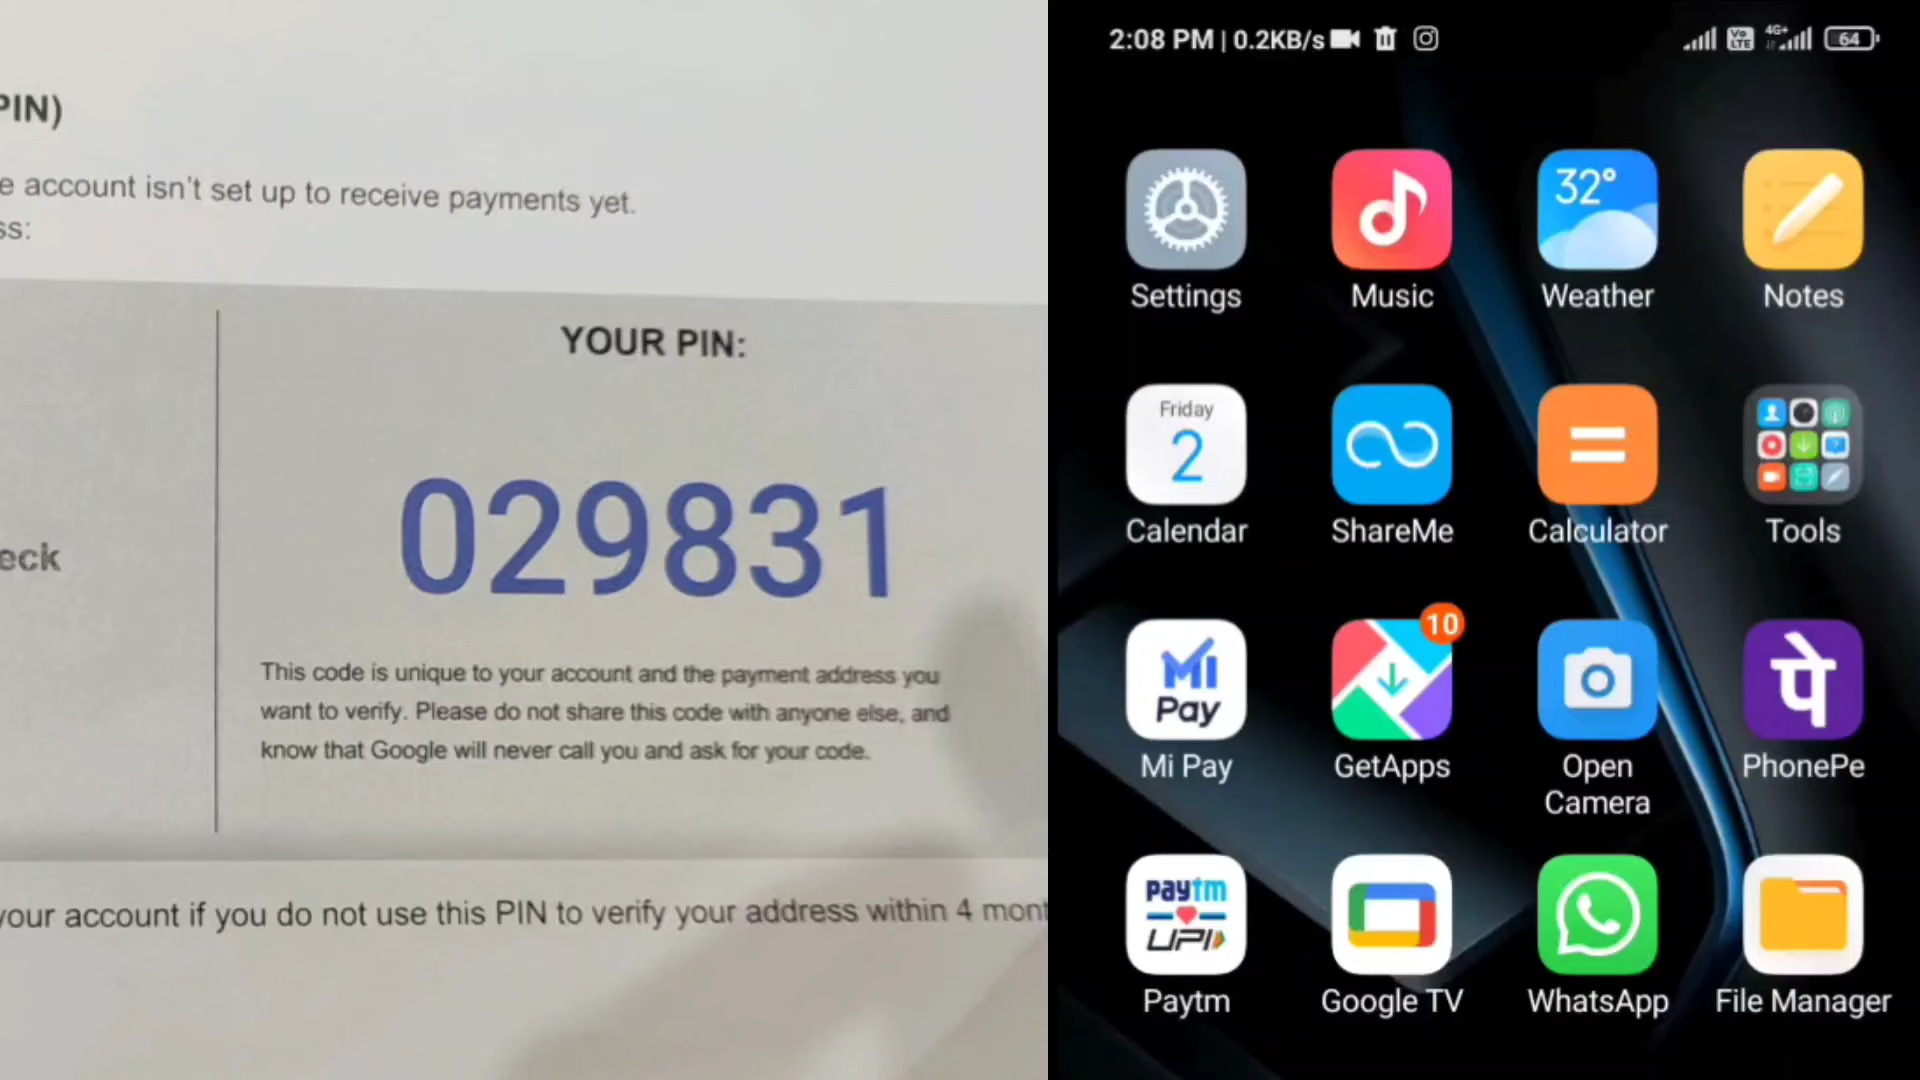 PIN)
e account isn't set up to receive payments yet.
ss:
YOUR PIN:
029831
eck
This code is unique to your account and the payment address you
want to verify. Please do not share this code with anyone else, and
know that Google will never call you and ask for your code.
your account if you do not use this PIN to verify your address within 4 mont
2:08 PM | 0.2KB/s
Vo LTE
4G+
64
32°
Settings
Music
Weather
Notes
Friday
2
Calendar
ShareMe
Calculator
Tools
10
MI
Pay
पे
Mi Pay
GetApps
Open
Camera
PhonePe
paytm
UPI
Paytm
Google TV
WhatsApp
File Manager